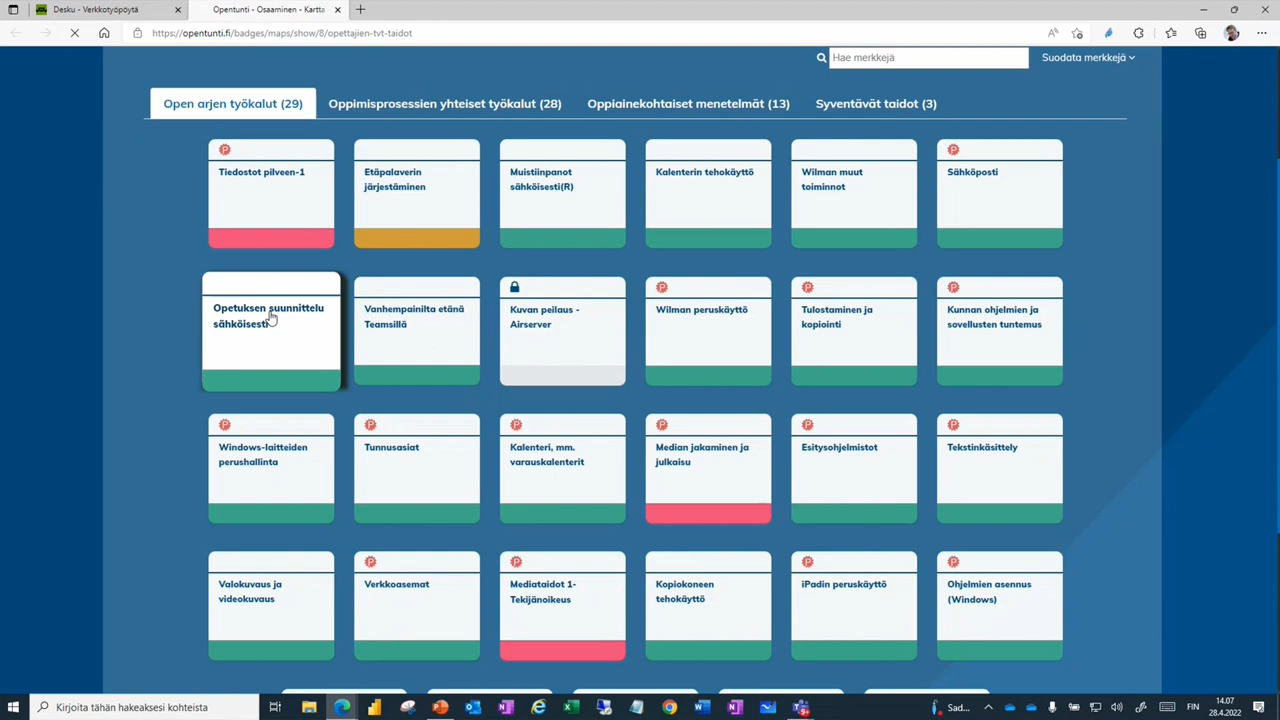 Desku - Verkkotyöpöytä
Opentunti - Osaaminen - Kartta
https://opentunti.fi/badges/maps/show/8/opettajien-tvt-taidot
Hae merkkejä
Suodata merkkejä
Open arjen työkalut (29)
Oppimisprosessien yhteiset työkalut (28)
Oppiainekohtaiset menetelmät (13)
Syventävät taidot (3)
Tiedostot pilveen-1
Etäpalaverin
järjestäminen
Muistiinpanot
sähköisesti(R)
Kalenterin tehokäyttö
Wilman muut
toiminnot
Sähköposti
Opetuksen suunnittelu
sähköisesti
Vanhempainilta etänä
Teamsillä
Kuvan peilaus -
Airserver
Wilman peruskäyttö
Tulostaminen ja
kopiointi
Kunnan ohjelmien ja
sovellusten tuntemus
Windows-laitteiden
perushallinta
Tunnusasiat
Kalenteri, mm.
varauskalenterit
Median jakaminen ja
julkaisu
Esitysohjelmistot
Tekstinkäsittely
Valokuvaus ja
videokuvaus
Verkkoasemat
Mediataidot 1-
Tekijänoikeus
Kopiokoneen
tehokäyttö
iPadin peruskäyttö
Ohjelmien asennus
(Windows)
Kirjoita tähän hakeaksesi kohteista
Sad...
FIN
14.07
28.4.2022